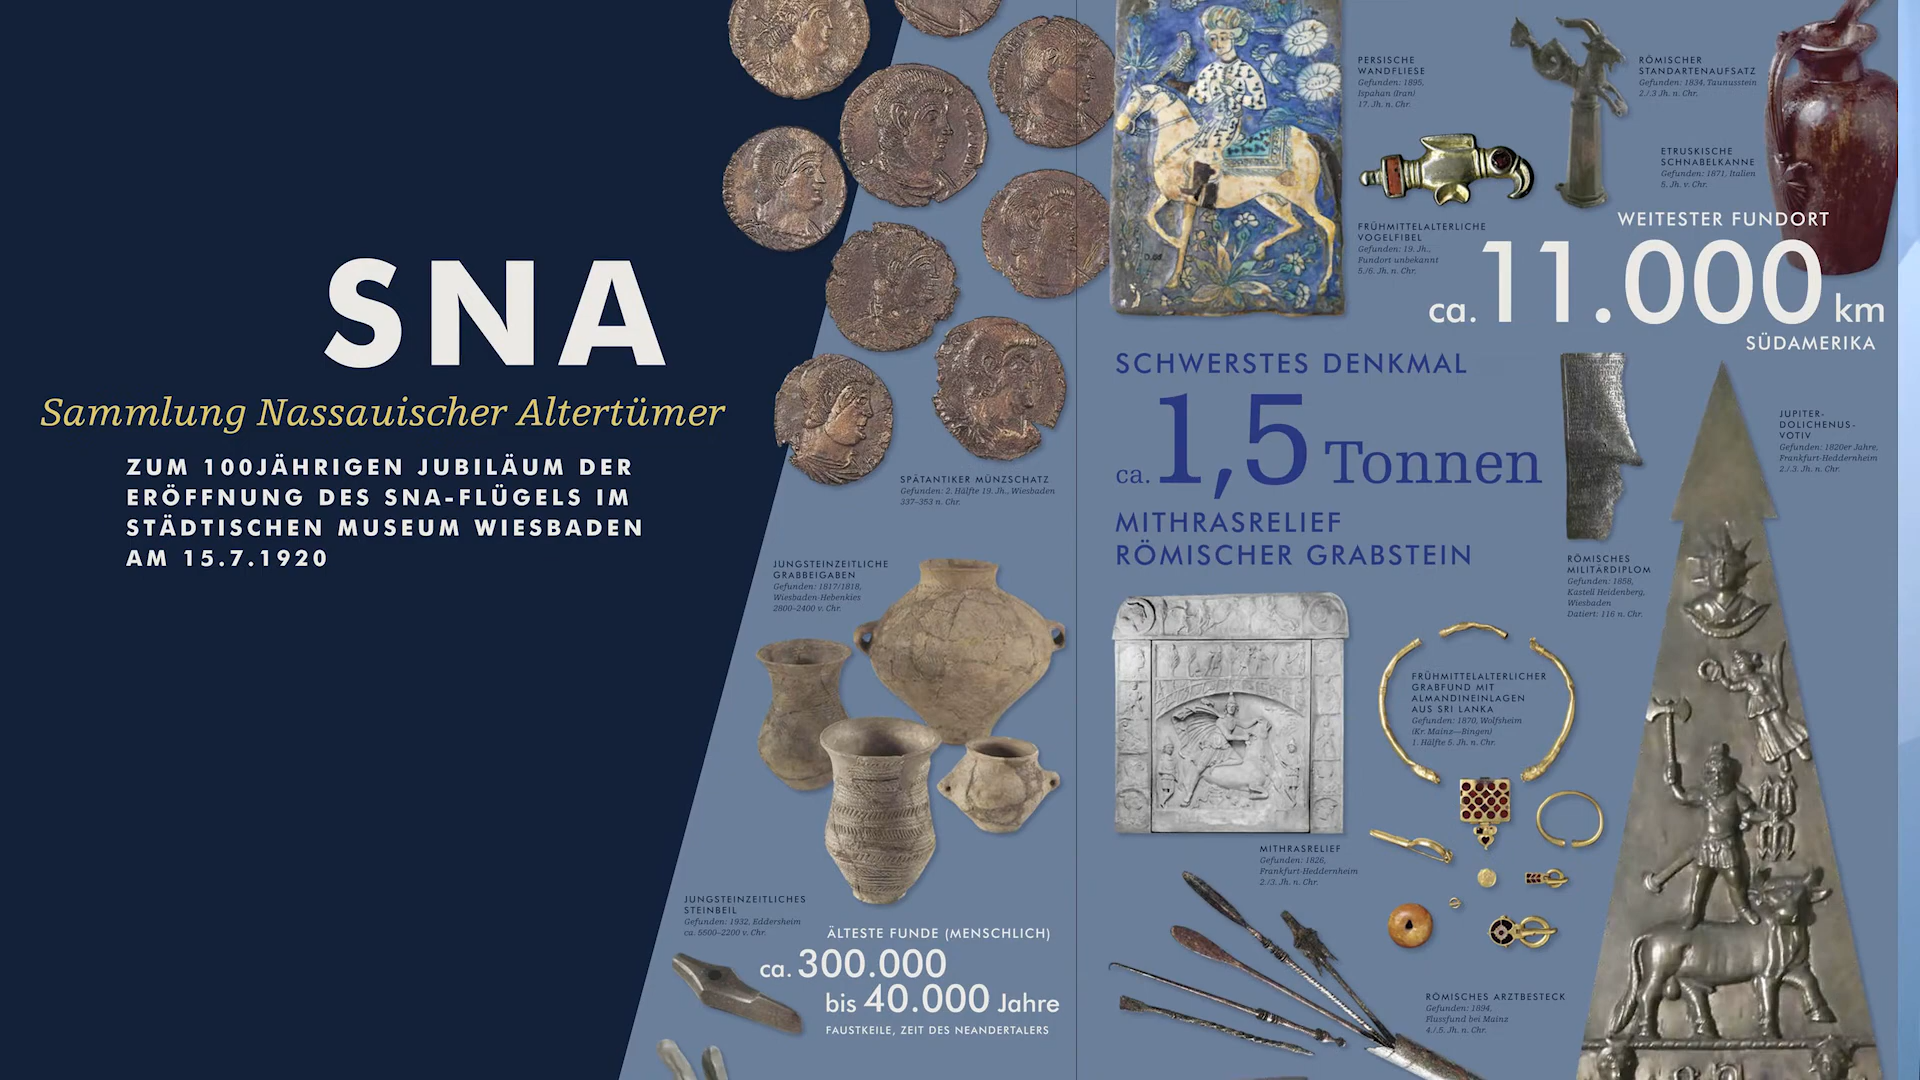 SNA
Sammlung Nassauischer Altertümer
ZUM 100JÄHRIGEN JUBILÄUM DER
ERÖFFNUNG DES SNA-FLÜGELS IM
STÄDTISCHEN MUSEUM WIESBADEN
AM 15.7.1920
SPÄTANTIKER MÜNZSCHATZ
Gefunden: 2. Hälfte 19. Jh., Wiesbaden
337–353 n. Chr.
JUNGSTEINZEITLICHE
GRABBEIGABEN
Gefunden: 1817/1818,
Wiesbaden-Hebenkies
2800–2400 v. Chr.
JUNGSTEINZEITLICHES
STEINBEIL
Gefunden: 1932, Eddersheim
ca. 5500–2200 v. Chr.
ÄLTESTE FUNDE (MENSCHLICH)
ca. 300.000
bis 40.000 Jahre
FAUSTKEILE, ZEIT DES NEANDERTALERS
PERSISCHE
WANDFLIESE
Gefunden: 1895,
Ispahan (Iran)
17. Jh. n. Chr.
RÖMISCHER
STANDARTENAUFSATZ
Gefunden: 1834, Taunusstein
2./3 Jh. n. Chr.
ETRUSKISCHE
SCHNABELKANNE
Gefunden: 1871, Italien
5. Jh. v. Chr.
FRÜHMITTELALTERLICHE
VOGELFIBEL
Gefunden: 19. Jh.,
Fundort unbekannt
5./6. Jh. n. Chr.
WEITESTER FUNDORT
ca. 11.000 km
SÜDAMERIKA
SCHWERSTES DENKMAL
ca. 1,5 Tonnen
MITHRASRELIEF
RÖMISCHER GRABSTEIN
JUPITER-
DOLICHENUS-
VOTIV
Gefunden: 1820er Jahre,
Frankfurt-Heddernheim
2./3. Jh. n. Chr.
RÖMISCHES
MILITÄRDIPLOM
Gefunden: 1858,
Kastell Heidenberg,
Wiesbaden
Datiert: 116 n. Chr.
FRÜHMITTELALTERLICHER
GRABFUND MIT
ALMANDINEINLAGEN
AUS SRI LANKA
Gefunden: 1870, Wolfsheim
(Kr. Mainz—Bingen)
1. Hälfte 5. Jh. n. Chr.
MITHRASRELIEF
Gefunden: 1826,
Frankfurt-Heddernheim
2./3. Jh. n. Chr.
RÖMISCHES ARZTBESTECK
Gefunden: 1894,
Flussfund bei Mainz
4./.5. Jh. n. Chr.